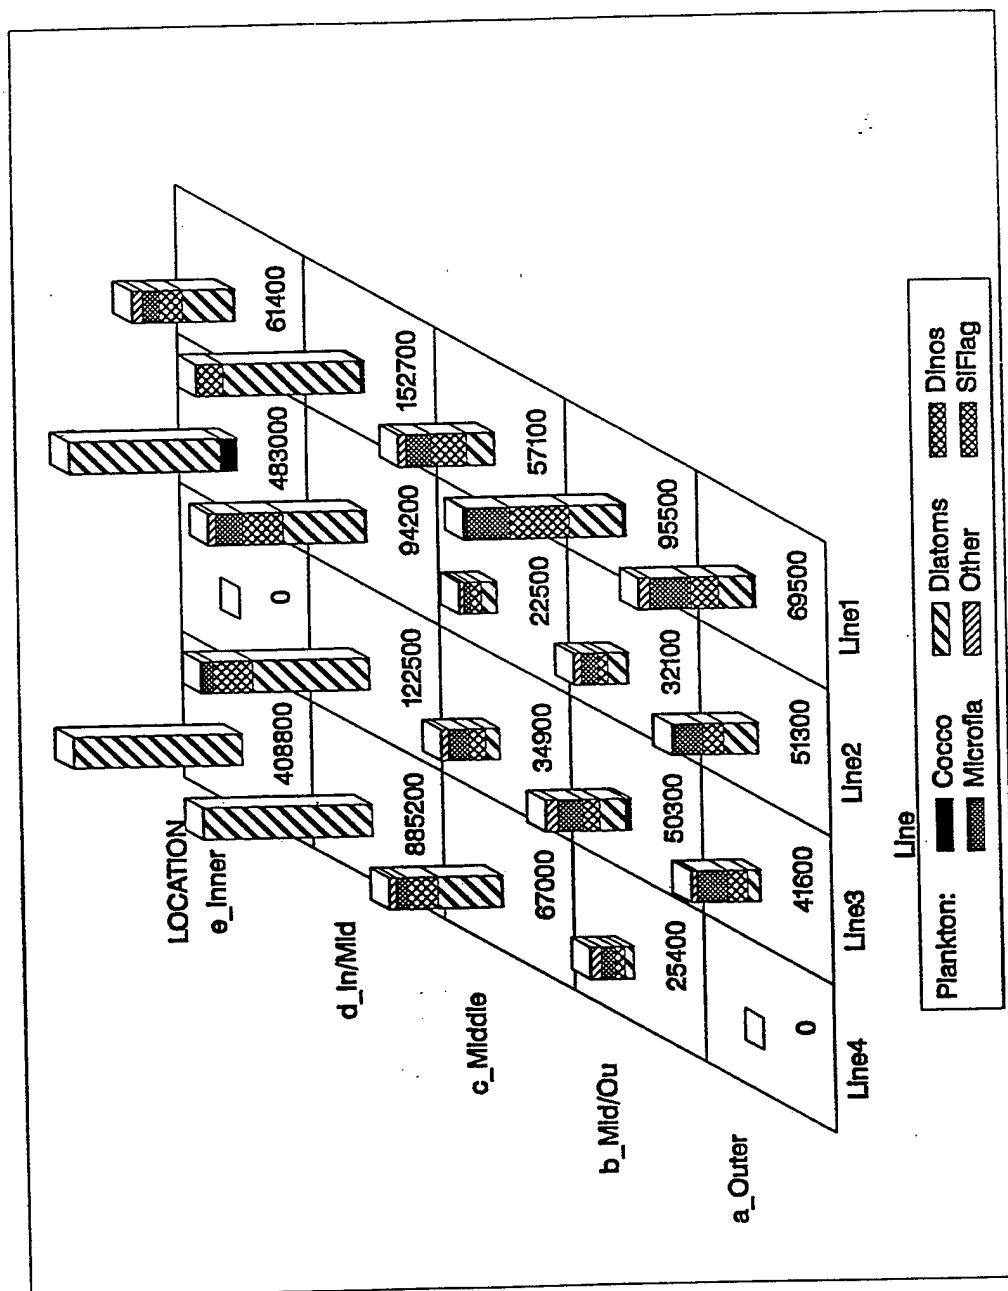 LOCATION
e_Inner
408800 0 483000 61400
d_In/Mid
885200 122500 94200 152700
c_Middle
67000 34900 22500 57100
b_Mid/Ou
25400 50300 32100 95500
a_Outer
0 41600 51300 69500
Line4 Line3 Line2 Line1
Line
Plankton: Cocco Diatoms Dinos
Microfla Other SiFlag